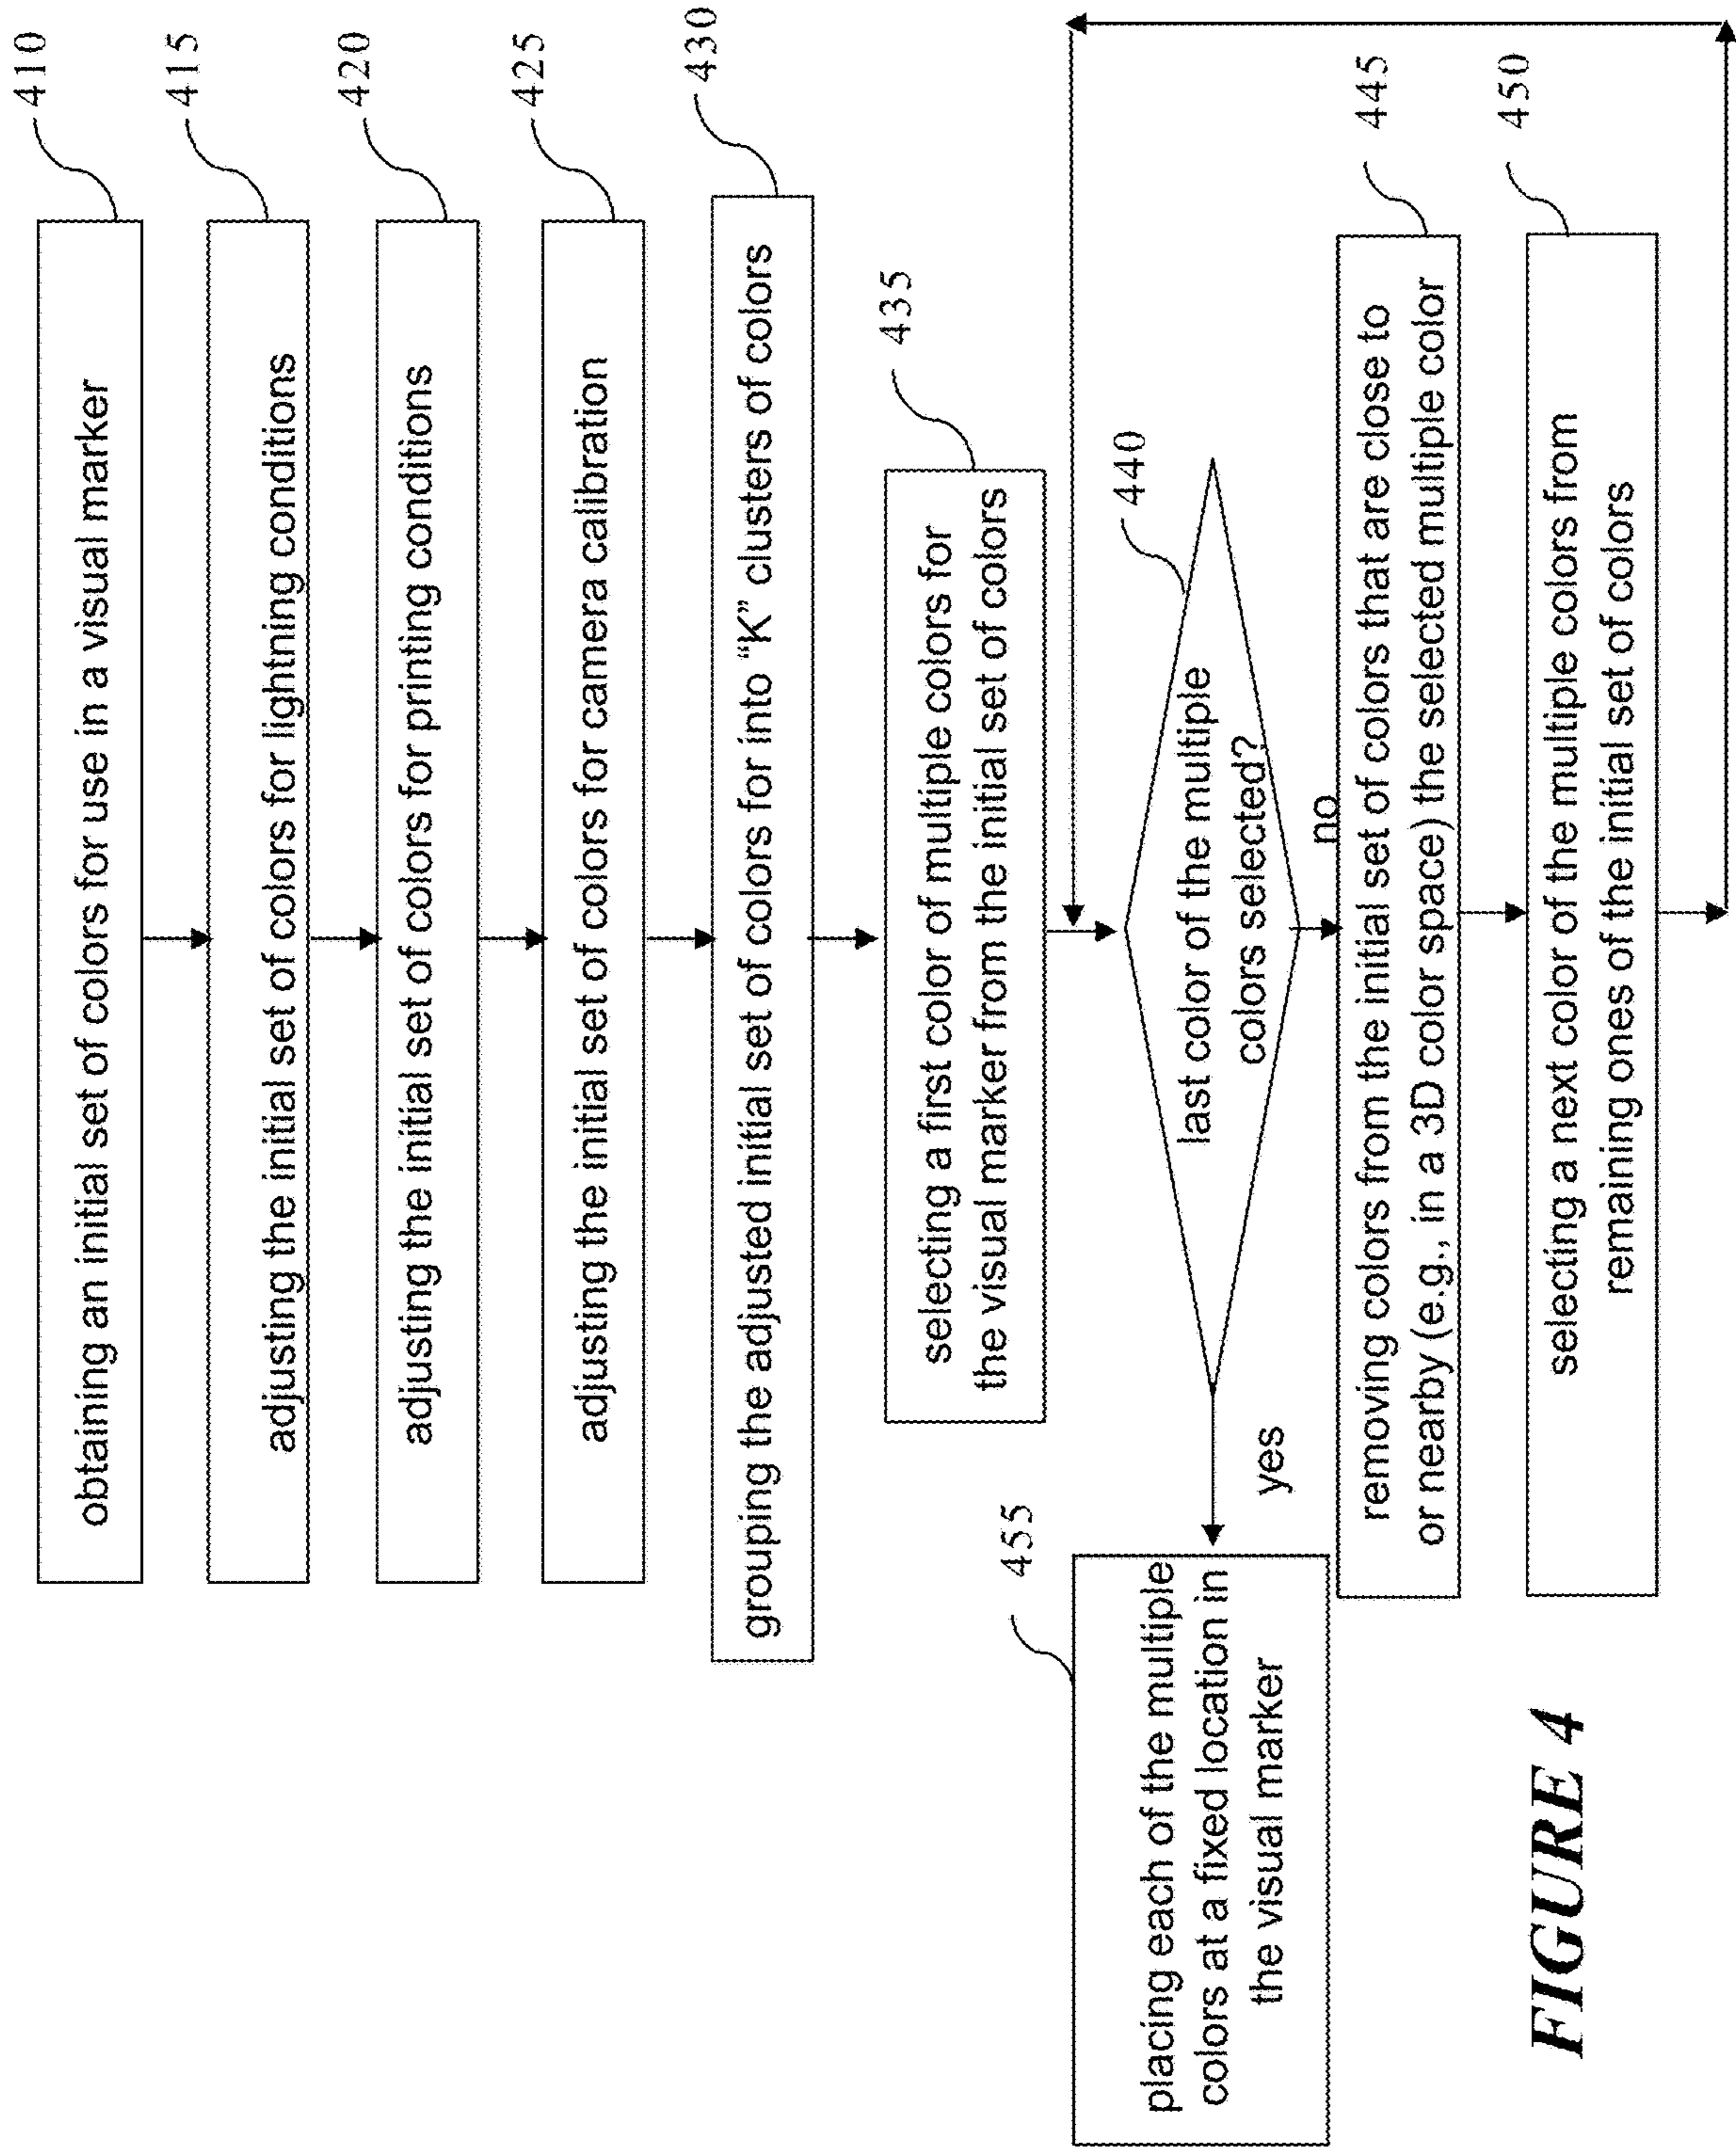 410
obtaining an initial set of colors for use in a visual marker
415
adjusting the initial set of colors for lightning conditions
420
adjusting the initial set of colors for printing conditions
425
adjusting the initial set of colors for camera calibration
430
grouping the adjusted initial set of colors for into “K” clusters of colors
435
selecting a first color of multiple colors for
the visual marker from the initial set of colors
440
last color of the multiple
colors selected?
yes
no
455
placing each of the multiple
colors at a fixed location in
the visual marker
445
removing colors from the initial set of colors that are close to
or nearby (e.g., in a 3D color space) the selected multiple color
450
selecting a next color of the multiple colors from
remaining ones of the initial set of colors
FIGURE 4